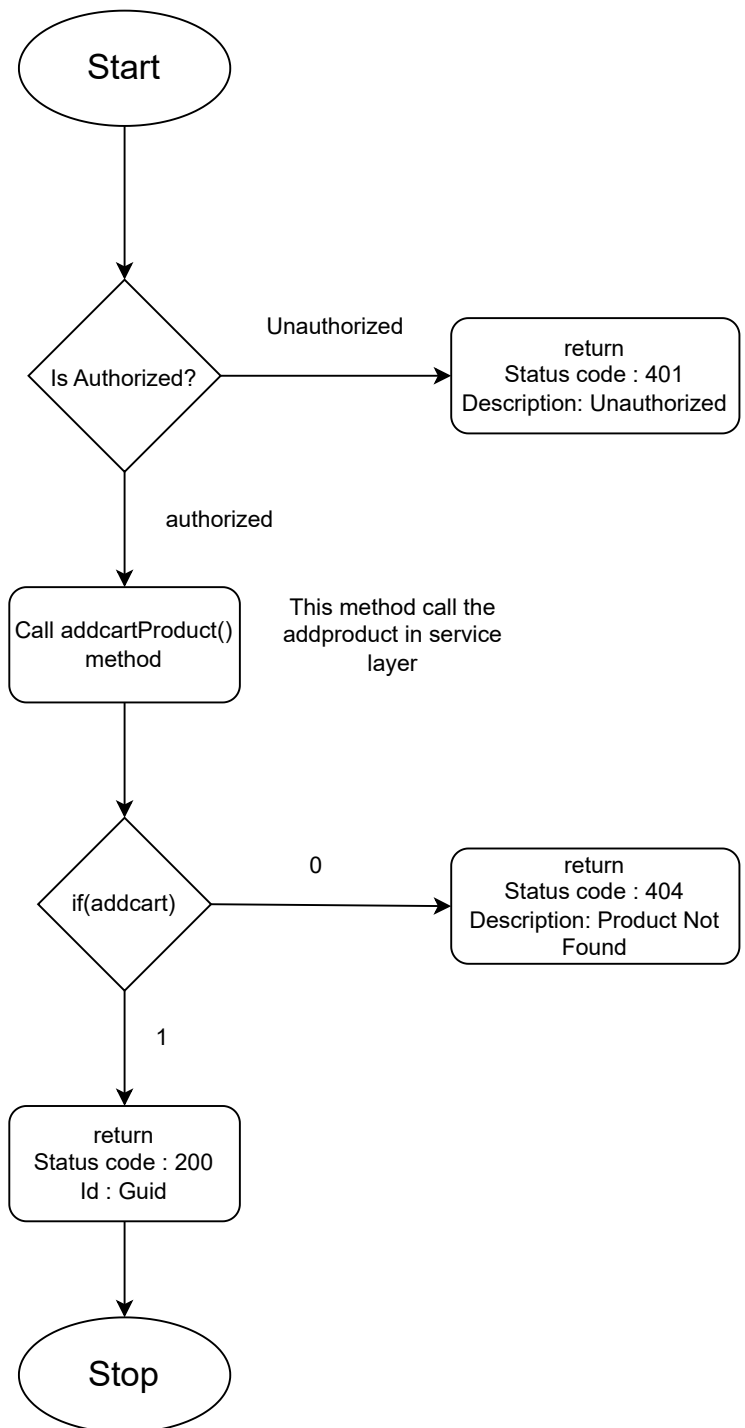 Start
Unauthorized
Is Authorized?
return
Status code : 401
Description: Unauthorized
authorized
Call addcartProduct()
method
This method call the
addproduct in service
layer
if(addcart)
0
return
Status code : 404
Description: Product Not
Found
1
return
Status code : 200
Id : Guid
Stop